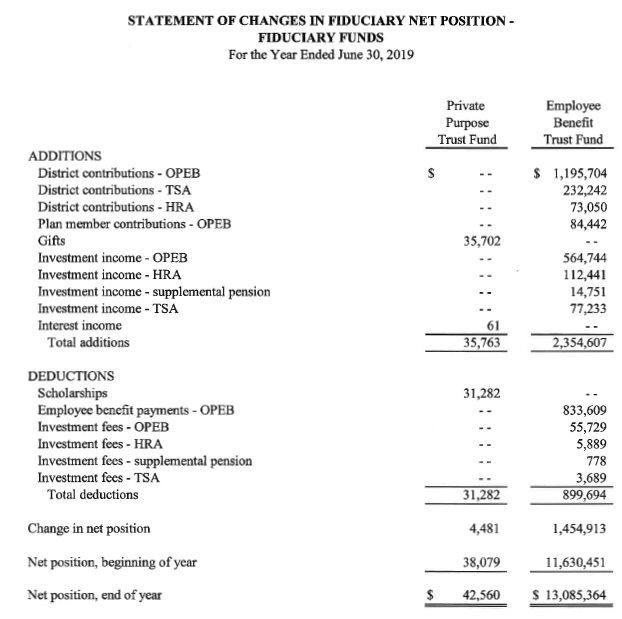 STATEMENT OF CHANGES IN FIDUCIARY NET POSITION -
FIDUCIARY FUNDS
For the Year Ended June 30, 2019
Private Employee
Purpose Benefit
Trust Fund Trust Fund
ADDITIONS
District contributions - OPEB $ -- $ 1,195,704
District contributions - TSA -- 232,242
District contributions - HRA -- 73,050
Plan member contributions - OPEB -- 84,442
Gifts 35,702 --
Investment income - OPEB -- 564,744
Investment income - HRA -- 112,441
Investment income - supplemental pension -- 14,751
Investment income - TSA -- 77,233
Interest income 61 --
Total additions 35,763 2,354,607
DEDUCTIONS
Scholarships 31,282 --
Employee benefit payments - OPEB -- 833,609
Investment fees - OPEB -- 55,729
Investment fees - HRA -- 5,889
Investment fees - supplemental pension -- 778
Investment fees - TSA -- 3,689
Total deductions 31,282 899,694
Change in net position 4,481 1,454,913
Net position, beginning of year 38,079 11,630,451
Net position, end of year $ 42,560 $ 13,085,364